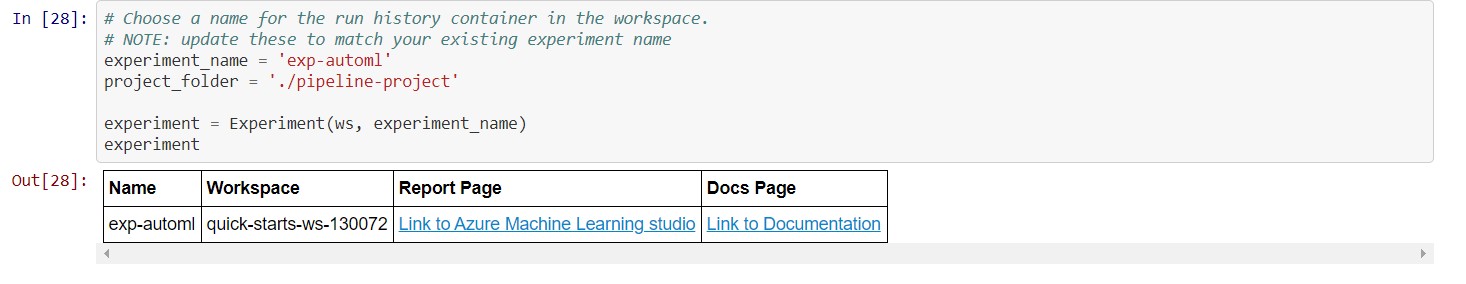 In [28]: # Choose a name for the run history container in the workspace.
# NOTE: update these to match your existing experiment name
experiment_name = 'exp-automl'
project_folder = './pipeline-project'
experiment = Experiment(ws, experiment_name)
experiment
Out[28]: Name Workspace Report Page Docs Page
exp-automl quick-starts-ws-130072 Link to Azure Machine Learning studio Link to Documentation